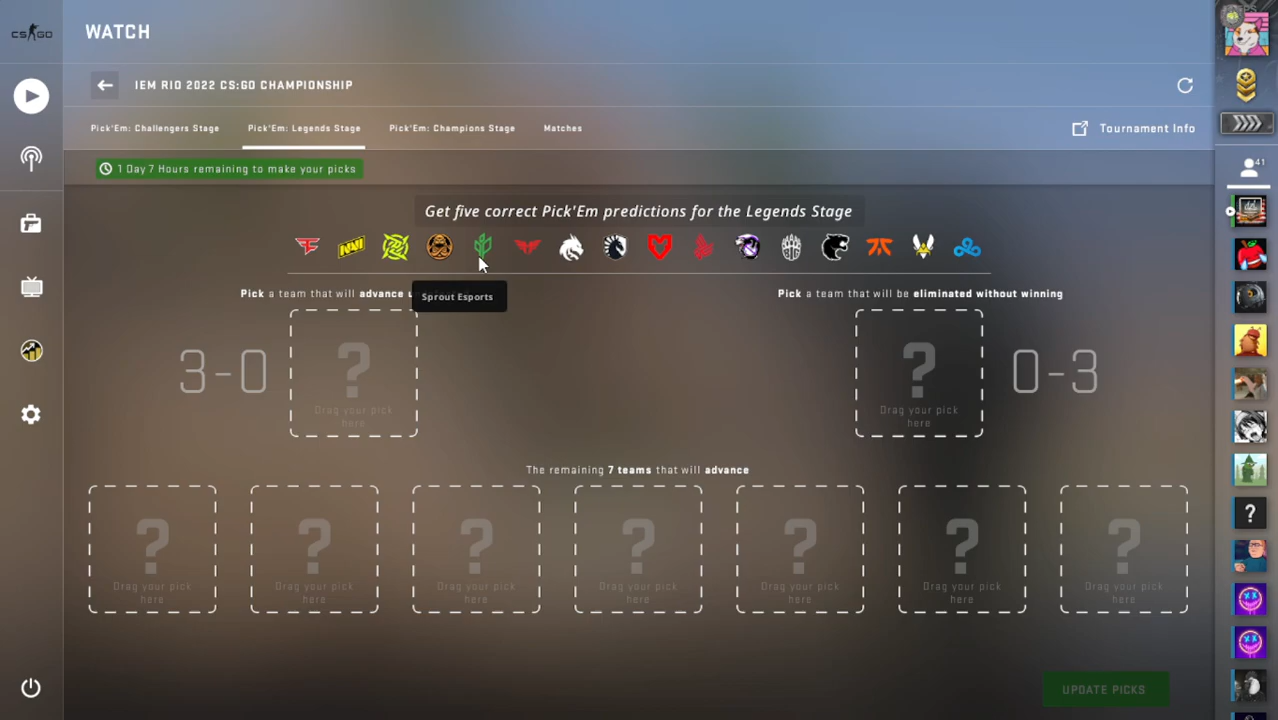 CS:GO
WATCH
IEM RIO 2022 CS:GO CHAMPIONSHIP
Pick'Em: Challengers Stage
Pick'Em: Legends Stage
Pick'Em: Champions Stage
Matches
Tournament Info
1 Day 7 Hours remaining to make your picks
Get five correct Pick'Em predictions for the Legends Stage
NAVI
Sprout Esports
Pick a team that will advance u
Pick a team that will be eliminated without winning
3-0
?
Drag your pick
here
?
Drag your pick
here
0-3
The remaining 7 teams that will advance
?
Drag your pick
here
?
Drag your pick
here
?
Drag your pick
here
?
Drag your pick
here
?
Drag your pick
here
?
Drag your pick
here
?
Drag your pick
here
UPDATE PICKS
41
?